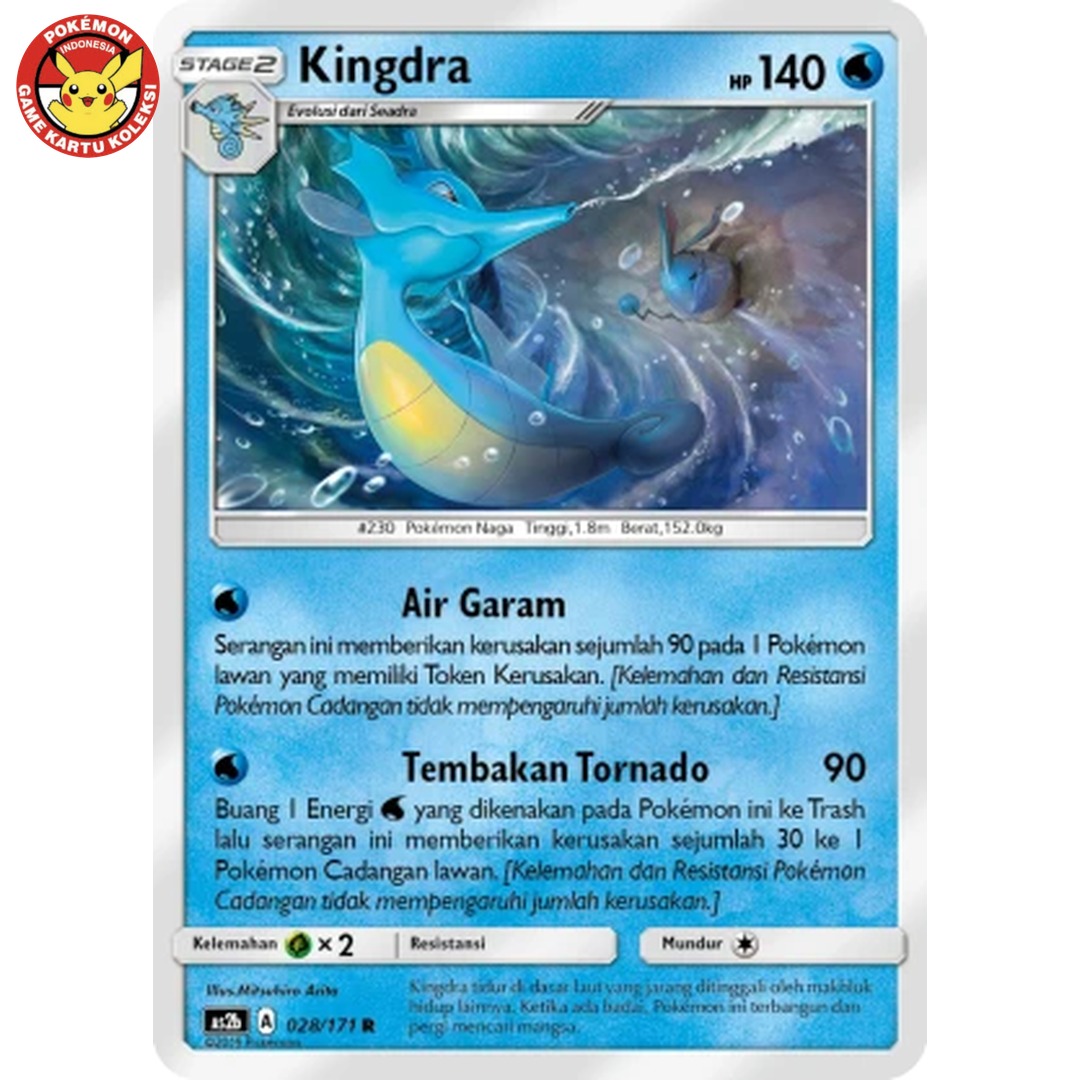 POKÉMON
INDONESIA
GAME KARTU KOLEKSI
STAGE 2 Kingdra HP 140
Evolusi dari Seadra
#230 Pokémon Naga Tinggi,1.8m Berat,152.0kg
Air Garam
Serangan ini memberikan kerusakan sejumlah 90 pada 1 Pokémon
lawan yang memiliki Token Kerusakan. [Kelemahan dan Resistansi
Pokémon Cadangan tidak mempengaruhi jumlah kerusakan.]
Tembakan Tornado 90
Buang 1 Energi yang dikenakan pada Pokémon ini ke Trash
lalu serangan ini memberikan kerusakan sejumlah 30 ke 1
Pokémon Cadangan lawan. [Kelemahan dan Resistansi Pokémon
Cadangan tidak mempengaruhi jumlah kerusakan.]
Kelemahan ×2 Resistansi Mundur
Illus.Mitsuhiro Arita
as2b A 028/171 R
©2019 Pokémon
Kingdra tidur di dasar laut yang jarang ditinggali oleh makhluk
hidup lainnya. Ketika ada badai, Pokémon ini terbangun dan
pergi mencari mangsa.